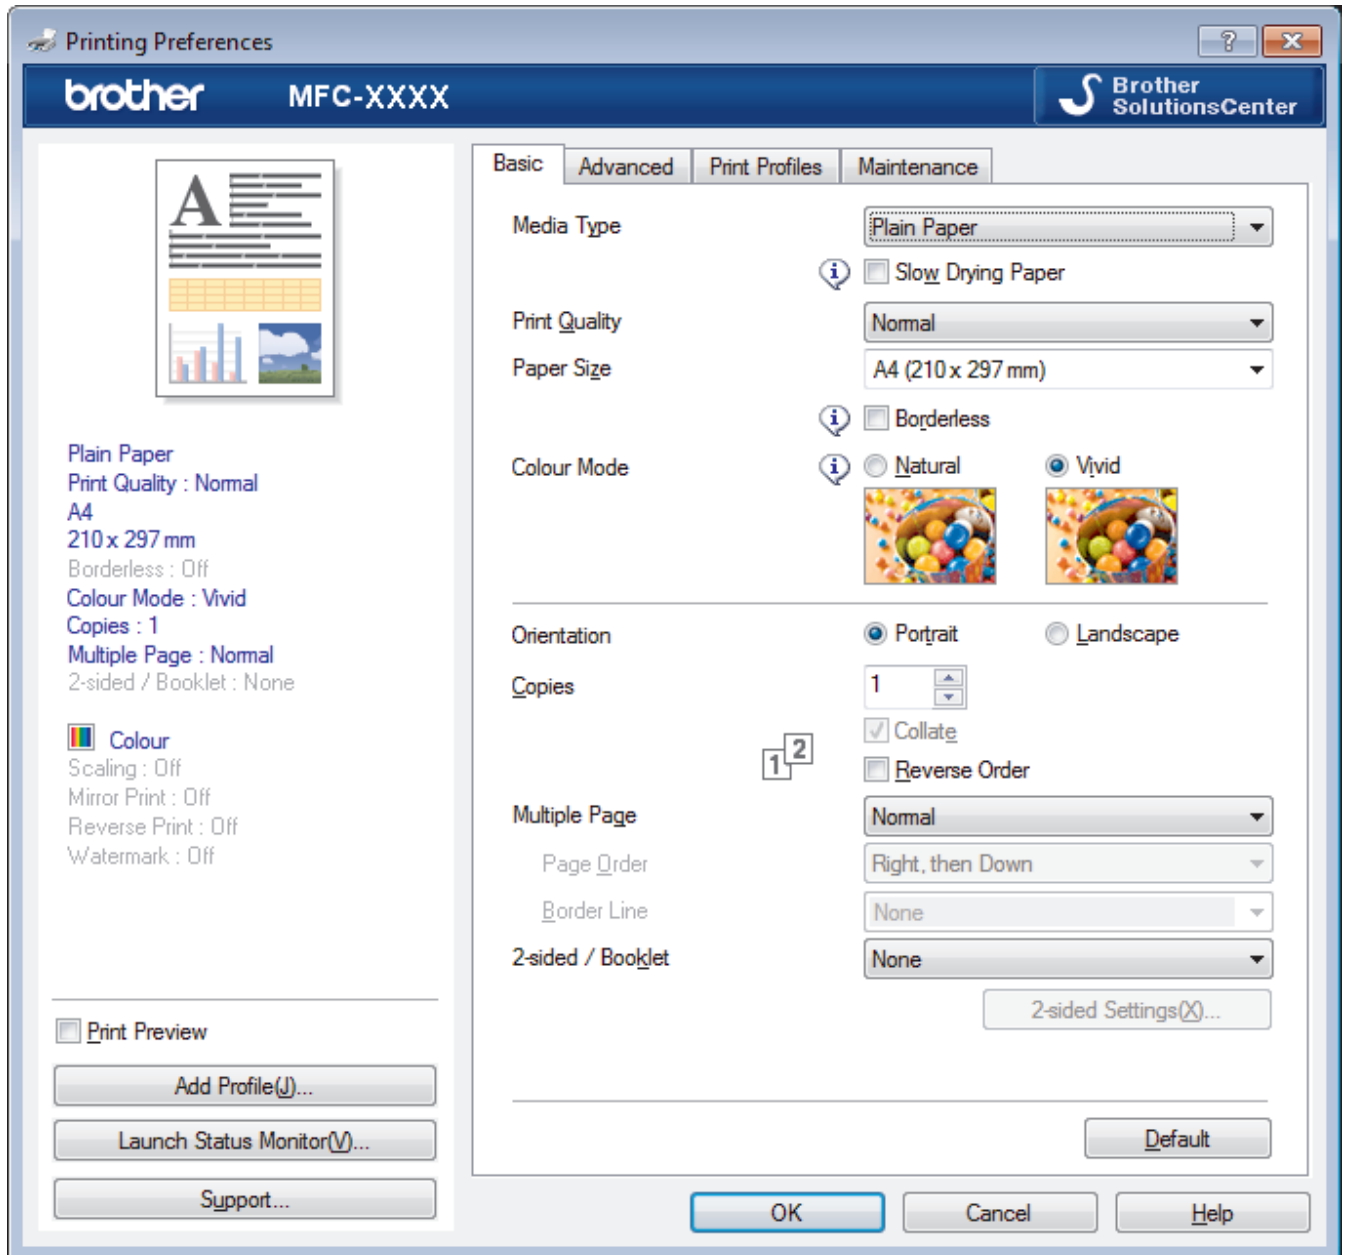 Printing Preferences
brother MFC-XXXX Brother
SolutionsCenter
A
Plain Paper
Print Quality : Normal
A4
210 x 297 mm
Borderless : Off
Colour Mode : Vivid
Copies : 1
Multiple Page : Normal
2-sided / Booklet : None
Colour
Scaling : Off
Mirror Print : Off
Reverse Print : Off
Watermark : Off
Print Preview
Add Profile(J)...
Launch Status Monitor(V)...
Support...
Basic Advanced Print Profiles Maintenance
Media Type Plain Paper
Slow Drying Paper
Print Quality Normal
Paper Size A4 (210 x 297 mm)
Borderless
Colour Mode Natural Vivid
Orientation Portrait Landscape
Copies 1
Collate
1 2
Reverse Order
Multiple Page Normal
Page Order Right, then Down
Border Line None
2-sided / Booklet None
2-sided Settings(X)...
Default
OK Cancel Help